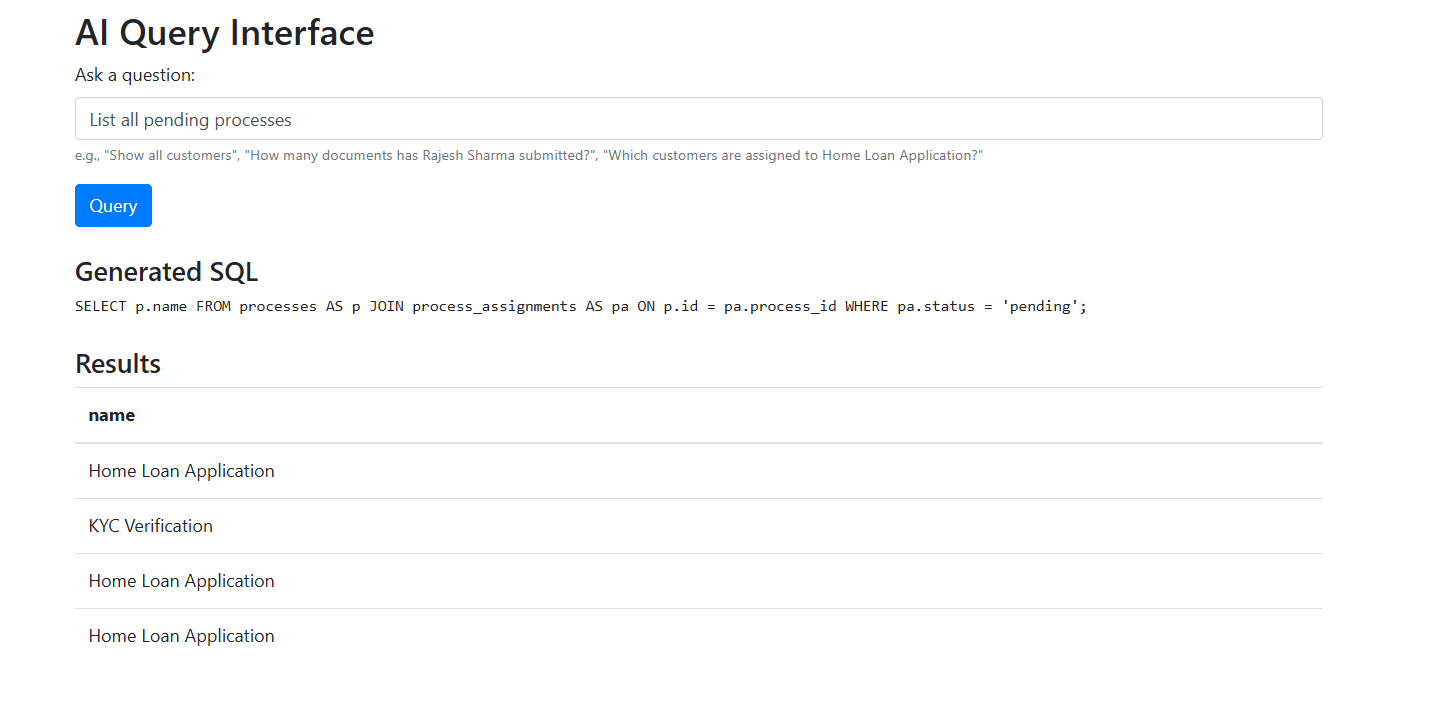 AI Query Interface
Ask a question:
List all pending processes
e.g., "Show all customers", "How many documents has Rajesh Sharma submitted?", "Which customers are assigned to Home Loan Application?"
Query
Generated SQL
SELECT p.name FROM processes AS p JOIN process_assignments AS pa ON p.id = pa.process_id WHERE pa.status = 'pending';
Results
name
Home Loan Application
KYC Verification
Home Loan Application
Home Loan Application